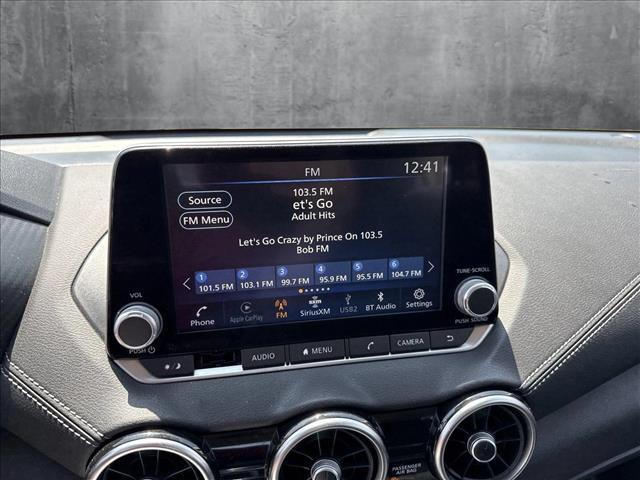 FM
12:41
Source
FM Menu
103.5 FM
et's Go
Adult Hits
Let's Go Crazy by Prince On 103.5
Bob FM
1 2 3 4 5 6
101.5 FM 103.1 FM 99.7 FM 95.9 FM 95.5 FM 104.7 FM
sxm
Phone Apple CarPlay FM SiriusXM USB2 BT Audio Settings
VOL
PUSH
TUNE·SCROLL
PUSH SOUND
AUDIO MENU CAMERA
PASSENGER
AIR BAG